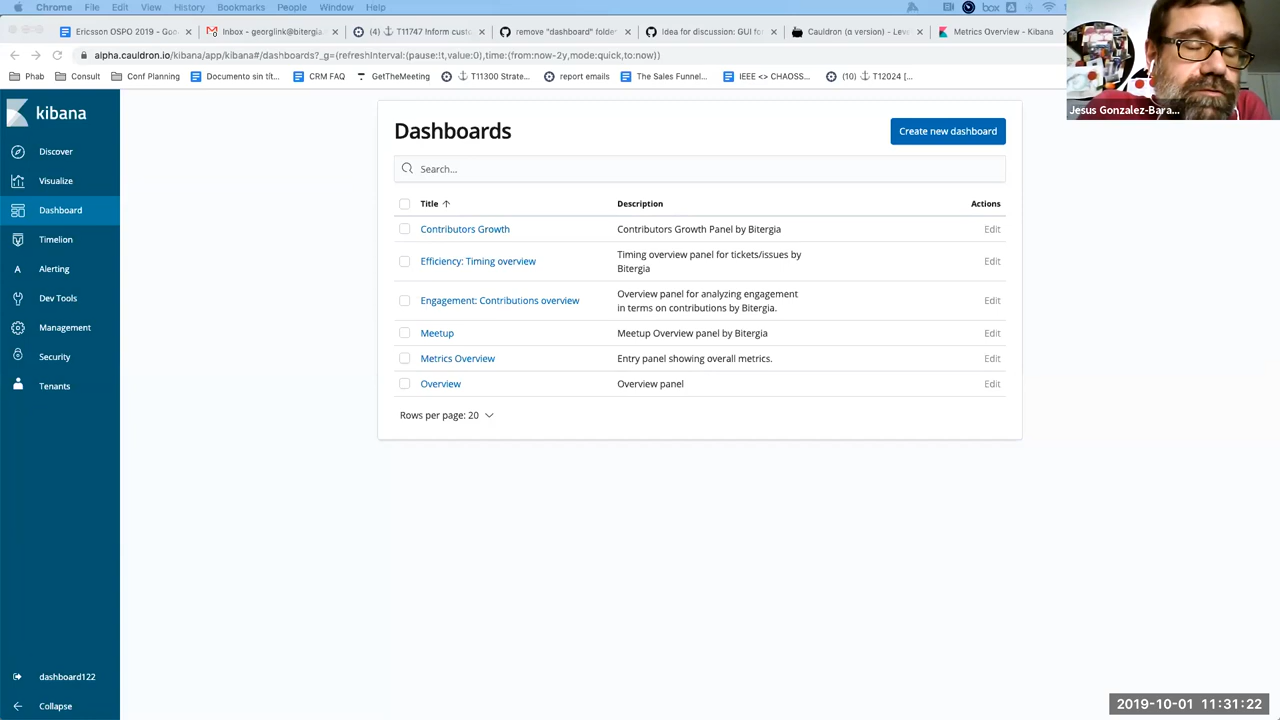 Chrome File Edit View History Bookmarks People Window Help
Ericsson OSPO 2019 - Goo
Inbox - georglink@bitergia.
(4) ⚓ T11747 Inform custom
remove "dashboard" folder
Idea for discussion: GUI f
Cauldron (α version) - Leve
Metrics Overview - Kibana
alpha.cauldron.io/kibana/app/kibana#/dashboards?_g=(refreshInterval:(pause:!t,value:0),time:(from:now-2y,mode:quick,to:now))
Phab Consult Conf Planning Documento sin tít... CRM FAQ GetTheMeeting ⚓ T11300 Strate... report emails The Sales Funnel... IEEE <> CHAOSS... (10) ⚓ T12024 [...
Jesus Gonzalez-Bara...
kibana
Discover
Visualize
Dashboard
Timelion
Alerting
Dev Tools
Management
Security
Tenants
dashboard122
Collapse
Dashboards
Create new dashboard
Search...
Title Description Actions
Contributors Growth Contributors Growth Panel by Bitergia Edit
Efficiency: Timing overview Timing overview panel for tickets/issues by Edit
Bitergia
Engagement: Contributions overview Overview panel for analyzing engagement Edit
in terms on contributions by Bitergia.
Meetup Meetup Overview panel by Bitergia Edit
Metrics Overview Entry panel showing overall metrics. Edit
Overview Overview panel Edit
Rows per page: 20
2019-10-01 11:31:22